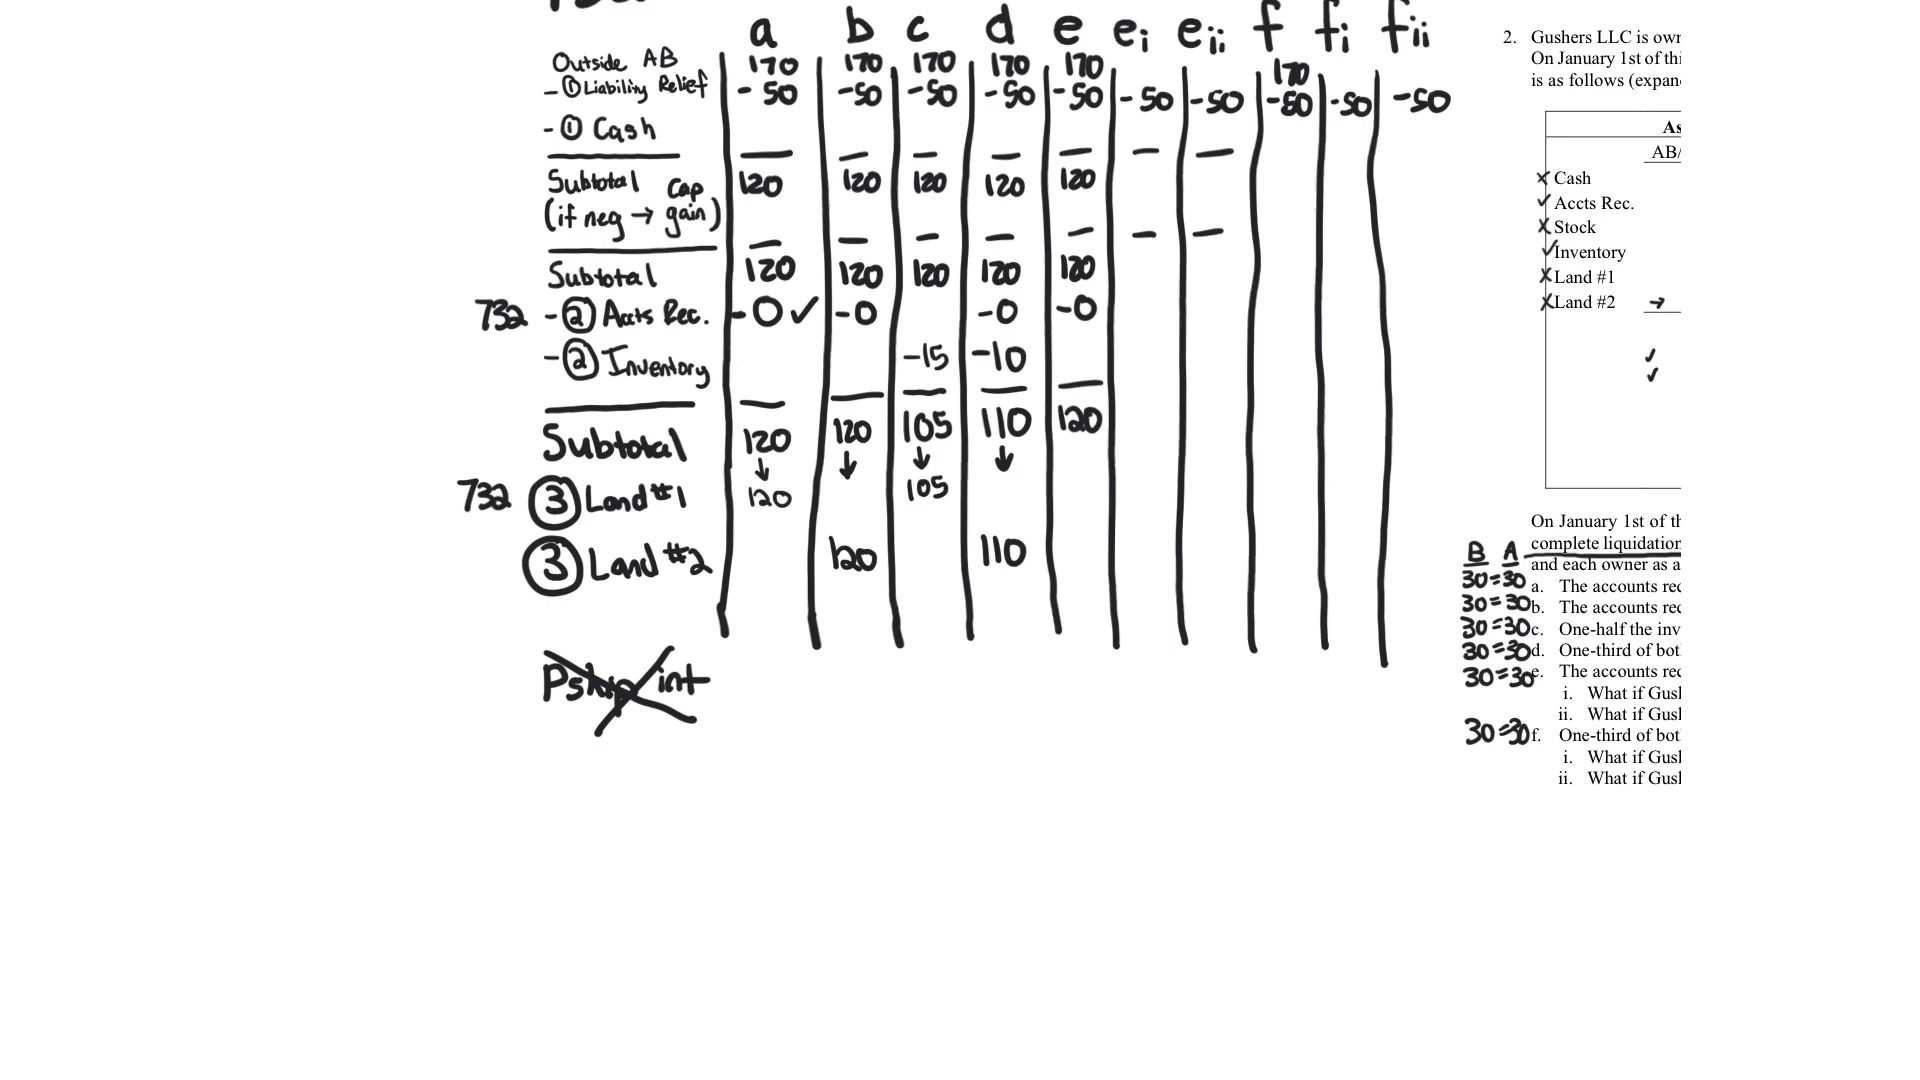 a b c d e ei eii f fi fii
Outside AB 170 170 170 170 170 170
- ① Liability Relief - 50 -50 -50 -50 -50 -50 -50 -50 -50 -50
- ① Cash
Subtotal Cap 120 120 120 120 120
(if neg → gain)
Subtotal 120 120 120 120 120
732 - ② Accts Rec. - 0 ✓ -0 -0 -0
- ② Inventory -15 -10
Subtotal 120 120 105 110 120
↓ ↓ ↓ ↓
732 ③ Land #1 120 105
③ Land #2 120 110
Pship int
2. Gushers LLC is owr
On January 1st of thi
is as follows (expan
As
AB/
x Cash
✓ Accts Rec.
x Stock
✓ Inventory
x Land #1
x Land #2 →
✓
✓
On January 1st of th
B A complete liquidation
and each owner as a
30=30 a. The accounts rec
30=30 b. The accounts rec
30=30 c. One-half the inv
30=30 d. One-third of bot
30=30 e. The accounts rec
i. What if Gusl
ii. What if Gusl
30=30 f. One-third of bot
i. What if Gusl
ii. What if Gusl